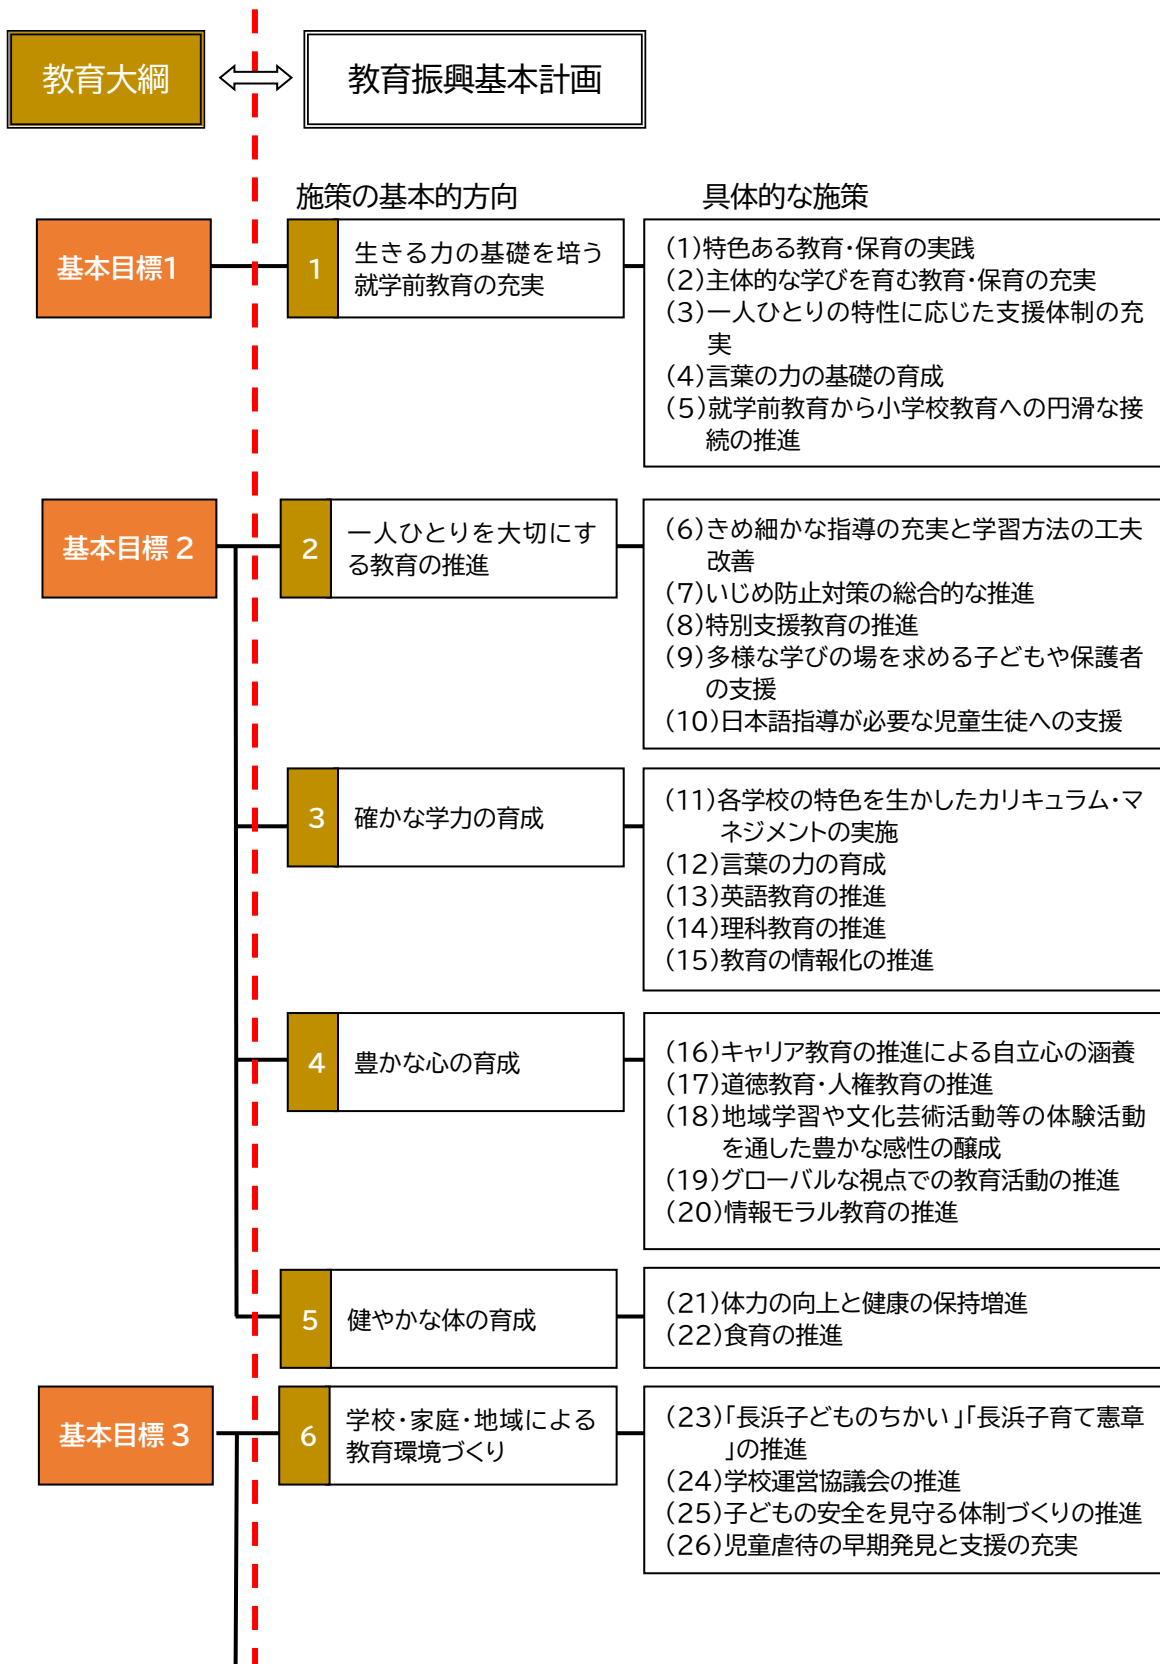 教育大綱
教育振興基本計画
施策の基本的方向
具体的な施策
基本目標1
1
生きる力の基礎を培う
就学前教育の充実
(1)特色ある教育・保育の実践
(2)主体的な学びを育む教育・保育の充実
(3)一人ひとりの特性に応じた支援体制の充
実
(4)言葉の力の基礎の育成
(5)就学前教育から小学校教育への円滑な接
続の推進
基本目標2
2
一人ひとりを大切にす
る教育の推進
(6)きめ細かな指導の充実と学習方法の工夫
改善
(7)いじめ防止対策の総合的な推進
(8)特別支援教育の推進
(9)多様な学びの場を求める子どもや保護者
の支援
(10)日本語指導が必要な児童生徒への支援
3
確かな学力の育成
(11)各学校の特色を生かしたカリキュラム・マ
ネジメントの実施
(12)言葉の力の育成
(13)英語教育の推進
(14)理科教育の推進
(15)教育の情報化の推進
4
豊かな心の育成
(16)キャリア教育の推進による自立心の涵養
(17)道徳教育・人権教育の推進
(18)地域学習や文化芸術活動等の体験活動
を通した豊かな感性の醸成
(19)グローバルな視点での教育活動の推進
(20)情報モラル教育の推進
5
健やかな体の育成
(21)体力の向上と健康の保持増進
(22)食育の推進
基本目標3
6
学校・家庭・地域による
教育環境づくり
(23)「長浜子どものちかい」「長浜子育て憲章
」の推進
(24)学校運営協議会の推進
(25)子どもの安全を見守る体制づくりの推進
(26)児童虐待の早期発見と支援の充実